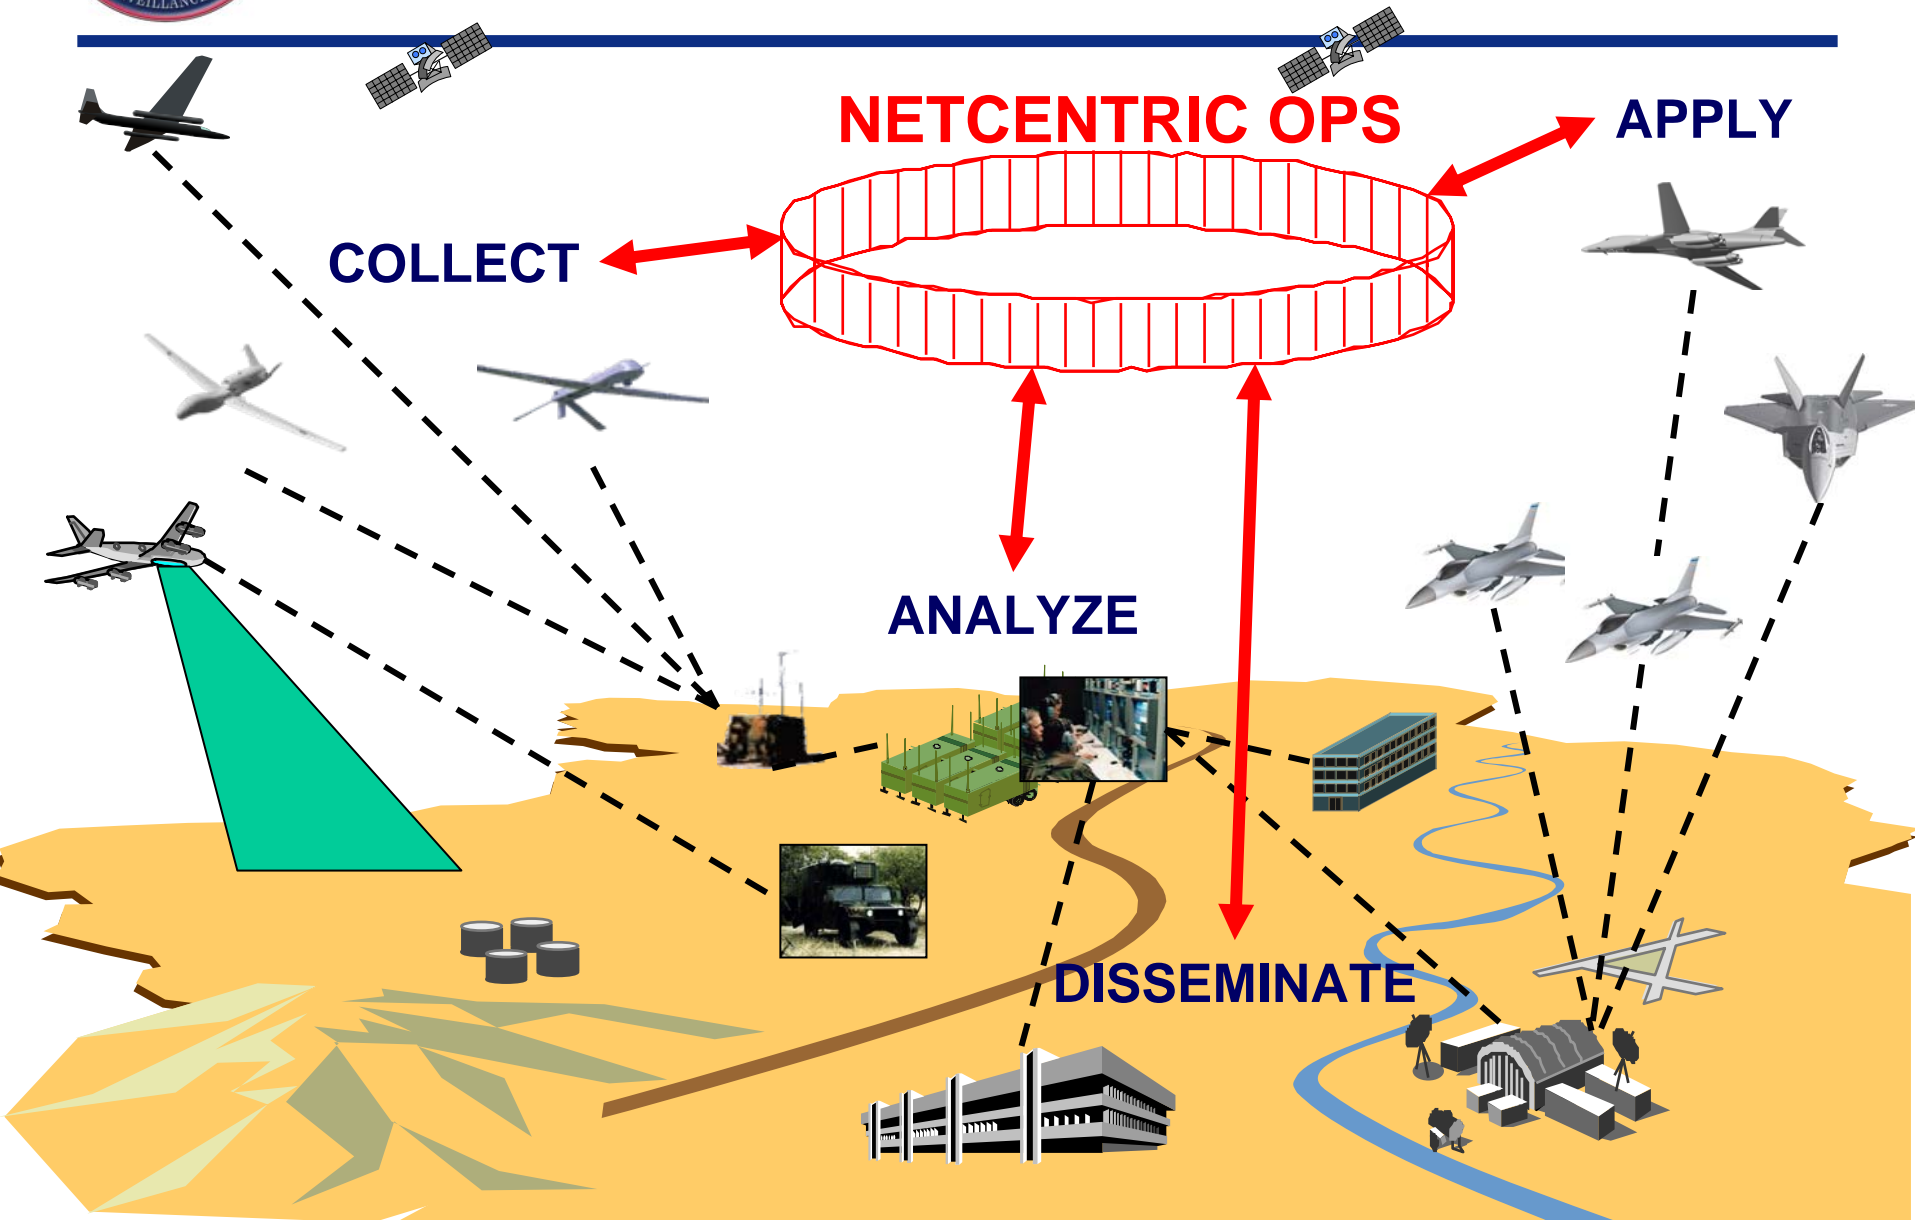 NETCENTRIC OPS
APPLY
COLLECT
ANALYZE
DISSEMINATE